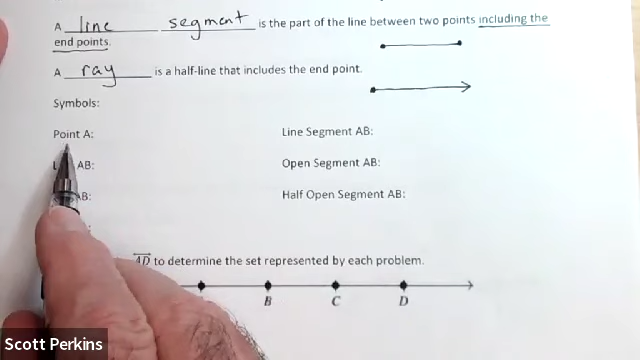 A line segment is the part of the line between two points including the
end points.
A ray is a half-line that includes the end point.
Symbols:
Point A:
Line Segment AB:
AB:
Open Segment AB:
AB:
Half Open Segment AB:
AD to determine the set represented by each problem.
B C D
Scott Perkins